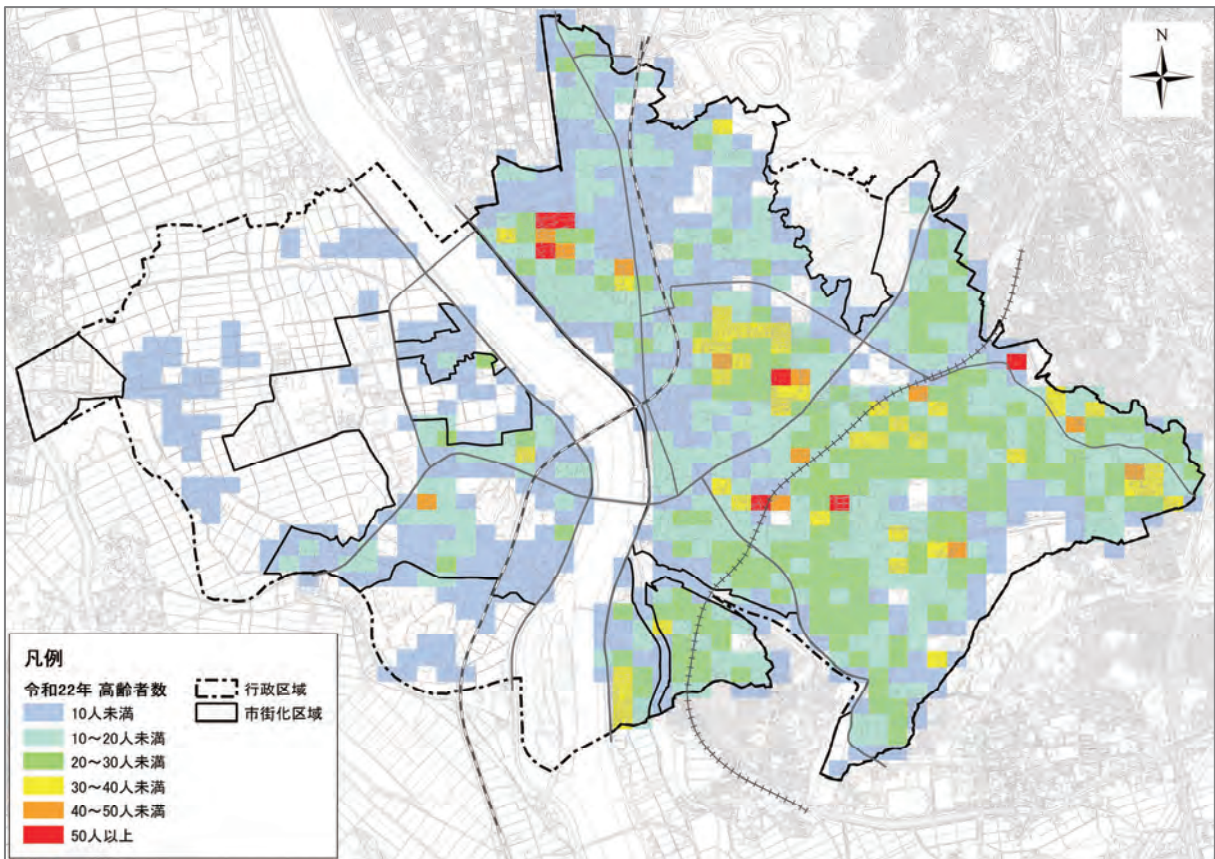 N
凡例
令和22年 高齢者数
10人未満
10～20人未満
20～30人未満
30～40人未満
40～50人未満
50人以上
行政区域
市街化区域